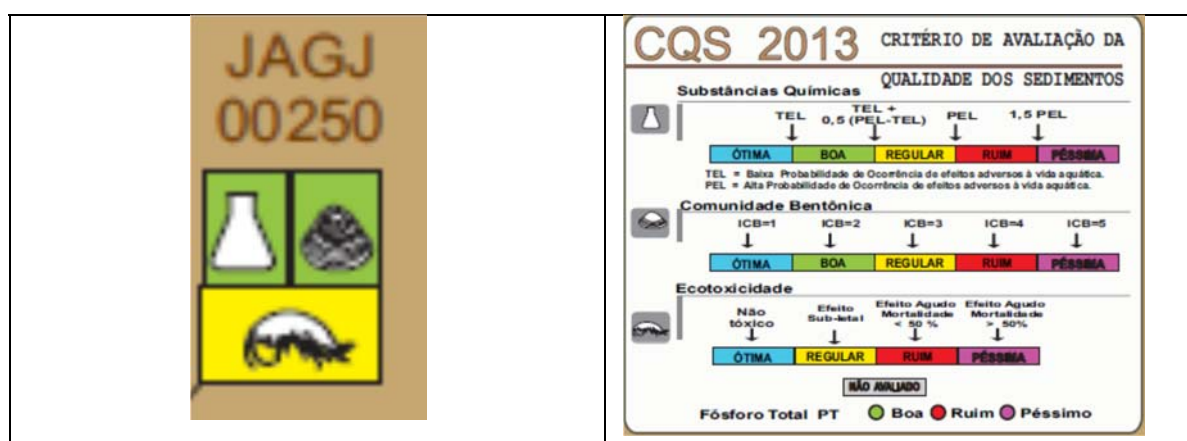 JAGJ
00250
CQS 2013
CRITÉRIO DE AVALIAÇÃO DA
QUALIDADE DOS SEDIMENTOS
Substâncias Químicas
TEL
TEL +
0,5 (PEL-TEL)
PEL
1,5 PEL
ÓTIMA BOA REGULAR RUIM PÉSSIMA
TEL = Baixa Probabilidade de Ocorrência de efeitos adversos à vida aquática.
PEL = Alta Probabilidade de Ocorrência de efeitos adversos à vida aquática.
Comunidade Bentônica
ICB=1 ICB=2 ICB=3 ICB=4 ICB=5
ÓTIMA BOA REGULAR RUIM PÉSSIMA
Ecotoxicidade
Não
tóxico
Efeito
Sub-letal
Efeito Agudo
Mortalidade
< 50 %
Efeito Agudo
Mortalidade
> 50%
ÓTIMA REGULAR RUIM PÉSSIMA
NÃO AVALIADO
Fósforo Total PT Boa Ruim Péssimo